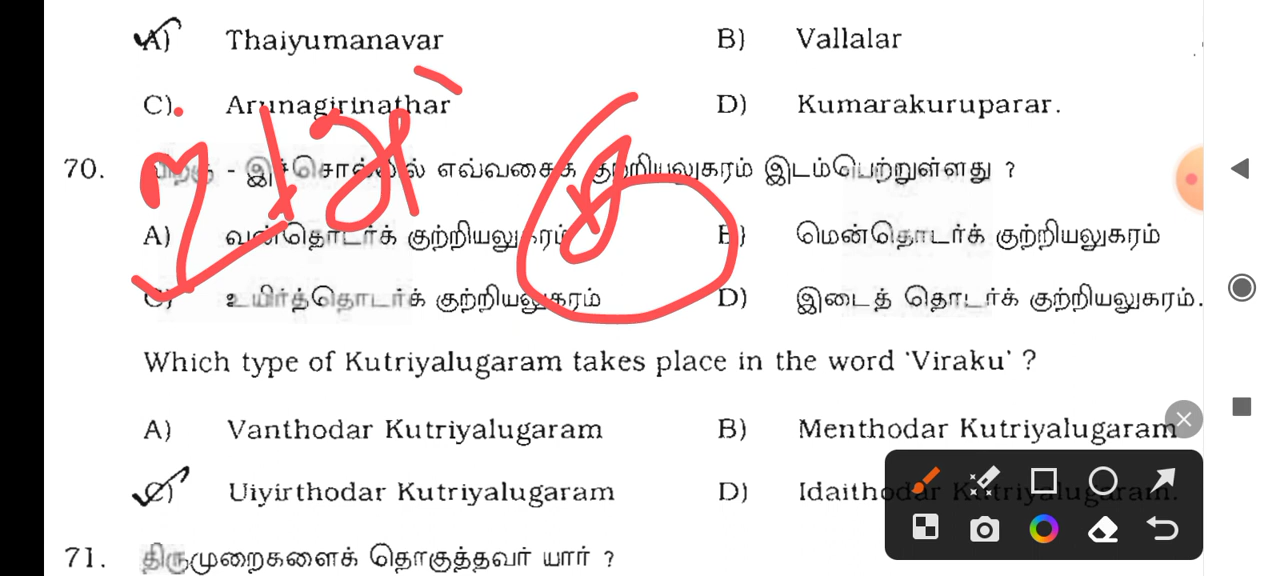 A) Thaiyumanavar B) Vallalar
C) Arunagirinathar D) Kumarakuruparar.
70. விறகு - இச்சொல்லில் எவ்வகைக் குற்றியலுகரம் இடம்பெற்றுள்ளது ?
A) வன்தொடர்க் குற்றியலுகரம் B) மென்தொடர்க் குற்றியலுகரம்
C) உயிர்த்தொடர்க் குற்றியலுகரம் D) இடைத் தொடர்க் குற்றியலுகரம்.
Which type of Kutriyalugaram takes place in the word 'Viraku' ?
A) Vanthodar Kutriyalugaram B) Menthodar Kutriyalugaram
C) Uiyirthodar Kutriyalugaram D) Idaithodar Kutriyalugaram.
71. திருமுறைகளைக் தொகுத்தவர் யார் ?